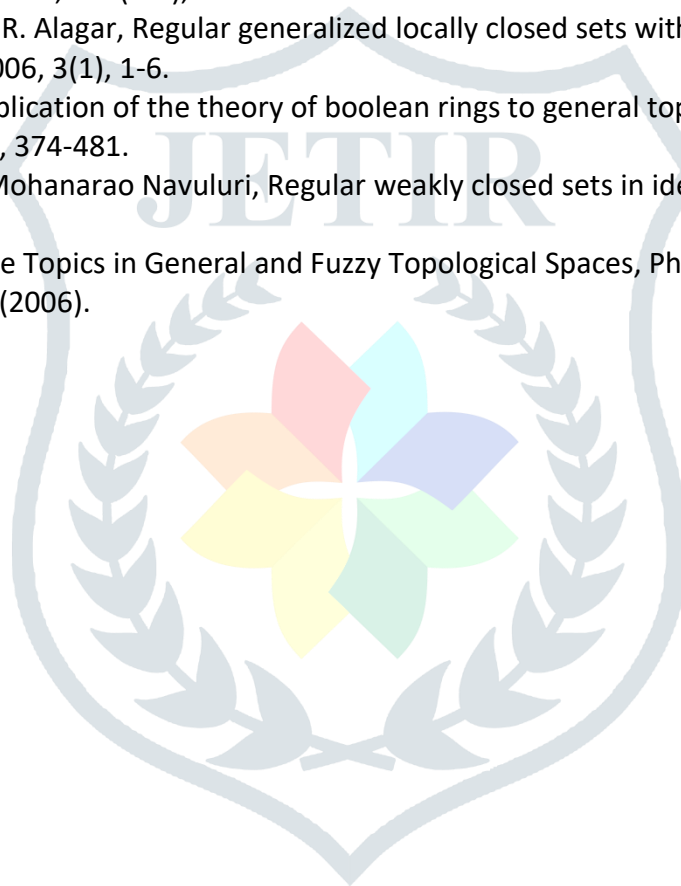 R. Alagar, Regular generalized locally closed sets with
006, 3(1), 1-6.
plication of the theory of boolean rings to general top
, 374-481.
JETIR
Mohanarao Navuluri, Regular weakly closed sets in ide
e Topics in General and Fuzzy Topological Spaces, Ph
(2006).